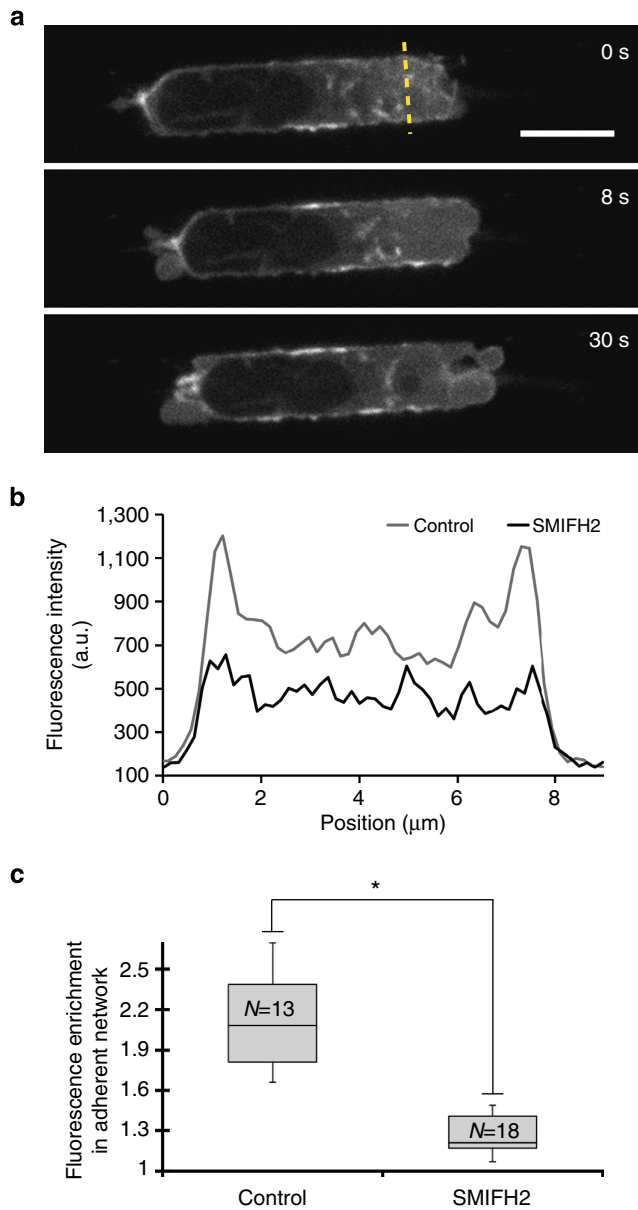 a
0 s
8 s
30 s
b
1,300
1,100
900
700
500
300
100
Fluorescence intensity
(a.u.)
Control
SMIFH2
0
2
4
6
8
Position (μm)
c
*
Fluorescence enrichment
in adherent network
2.5
2.2
1.9
1.6
1.3
1
N=13
N=18
Control
SMIFH2